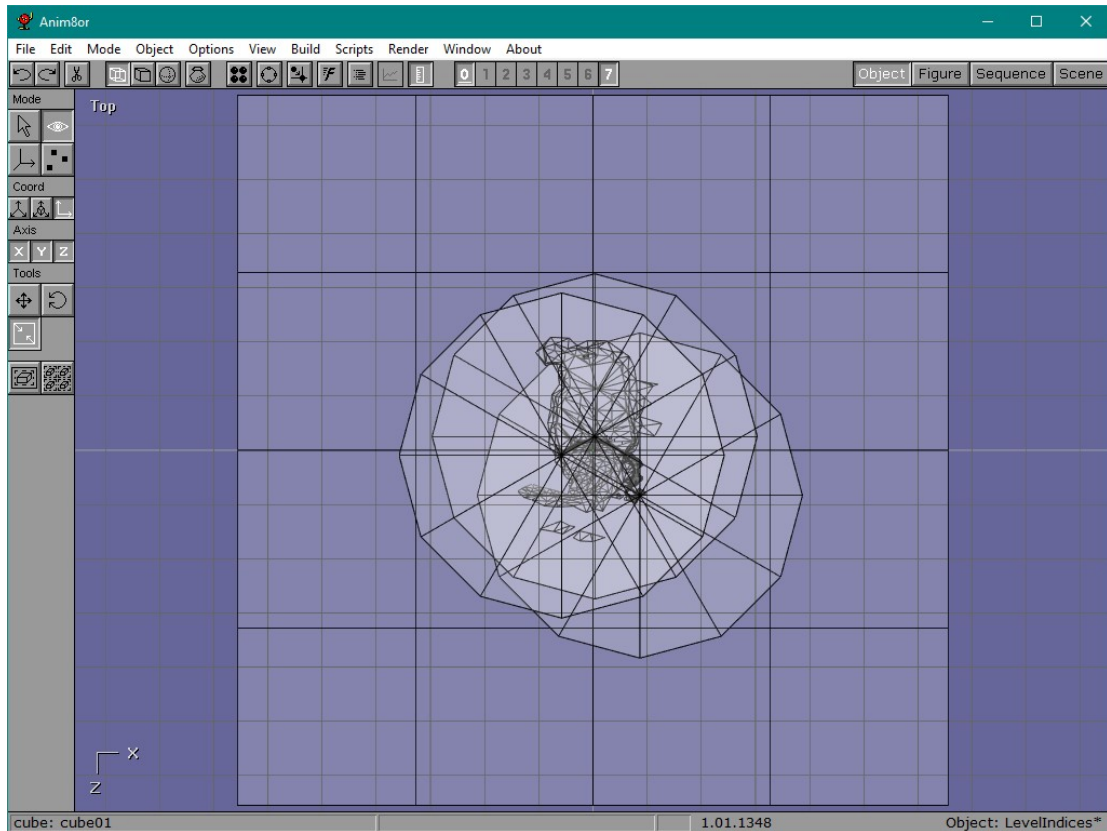 Anim8or
File Edit Mode Object Options View Build Scripts Render Window About
0 1 2 3 4 5 6 7 Object Figure Sequence Scene
Mode
Top
Coord
Axis
X Y Z
Tools
X
Z
cube: cube01 1.01.1348 Object: LevelIndices*